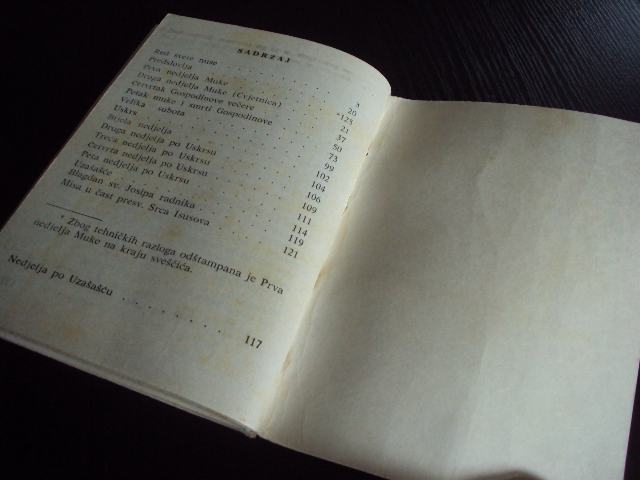 SADRŽAJ
Red svete mise 3
Predslovlja 20
Prva nedjelja Muke *125
Druga nedjelja Muke (Cvjetnica) 21
Četvrtak Gospodinove večere 37
Petak muke i smrti Gospodinove 50
Velika subota 73
Uskrs 99
Bijela nedjelja 102
Druga nedjelja po Uskrsu 104
Treća nedjelja po Uskrsu 106
Četvrta nedjelja po Uskrsu 109
Peta nedjelja po Uskrsu 111
Uzašašće 114
Blagdan sv. Josipa radnika 119
Misa u čast presv. Srca Isusova 121
* Zbog tehničkih razloga odštampana je Prva
nedjelja Muke na kraju sveščića.
Nedjelja po Uzašašću 117